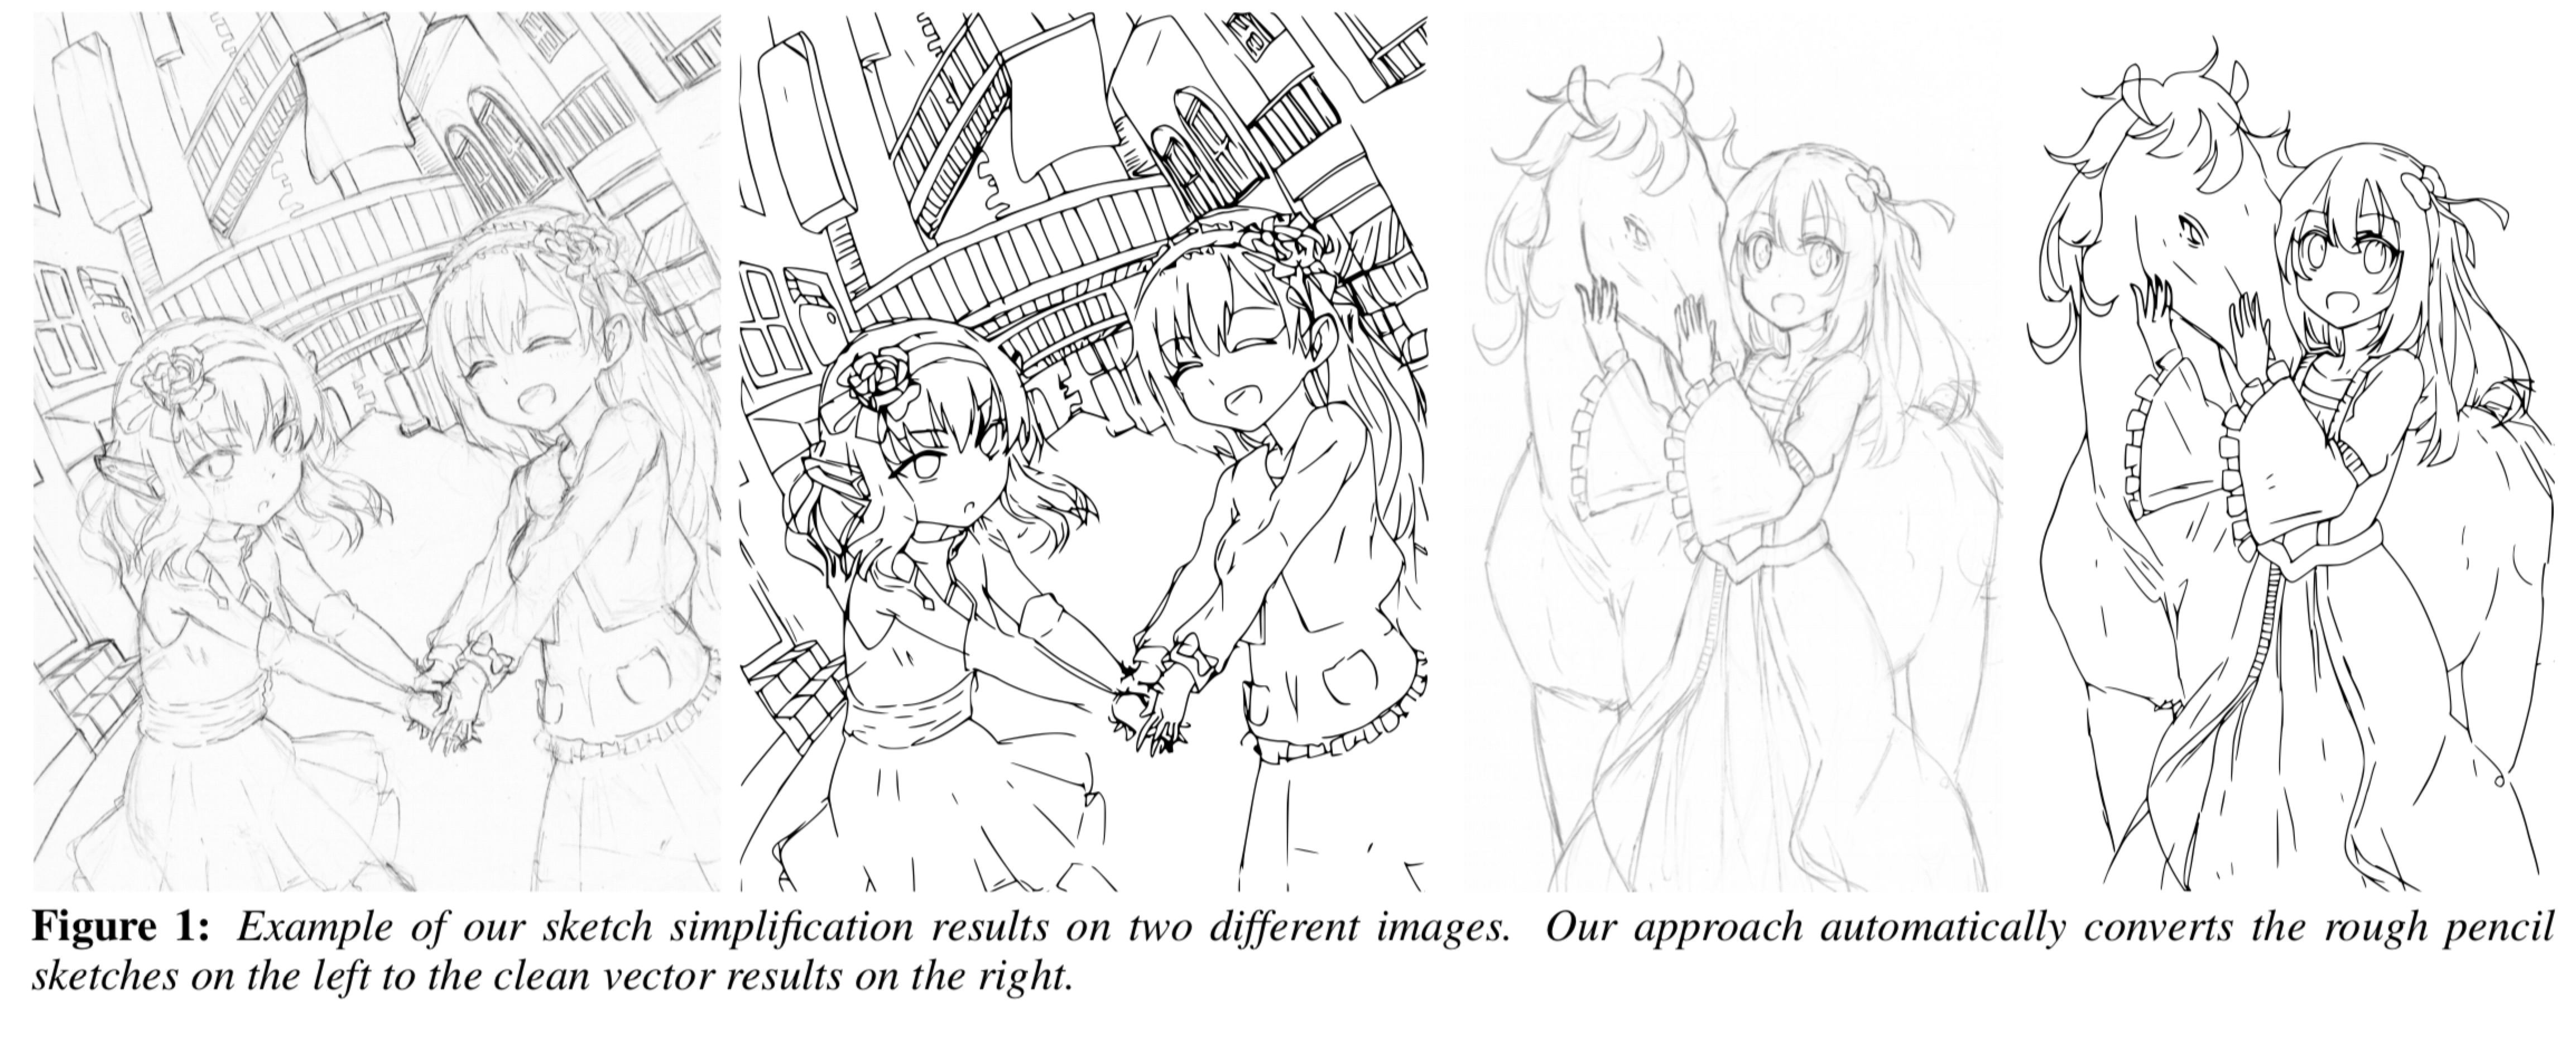 Figure 1: Example of our sketch simplification results on two different images. Our approach automatically converts the rough pencil
sketches on the left to the clean vector results on the right.